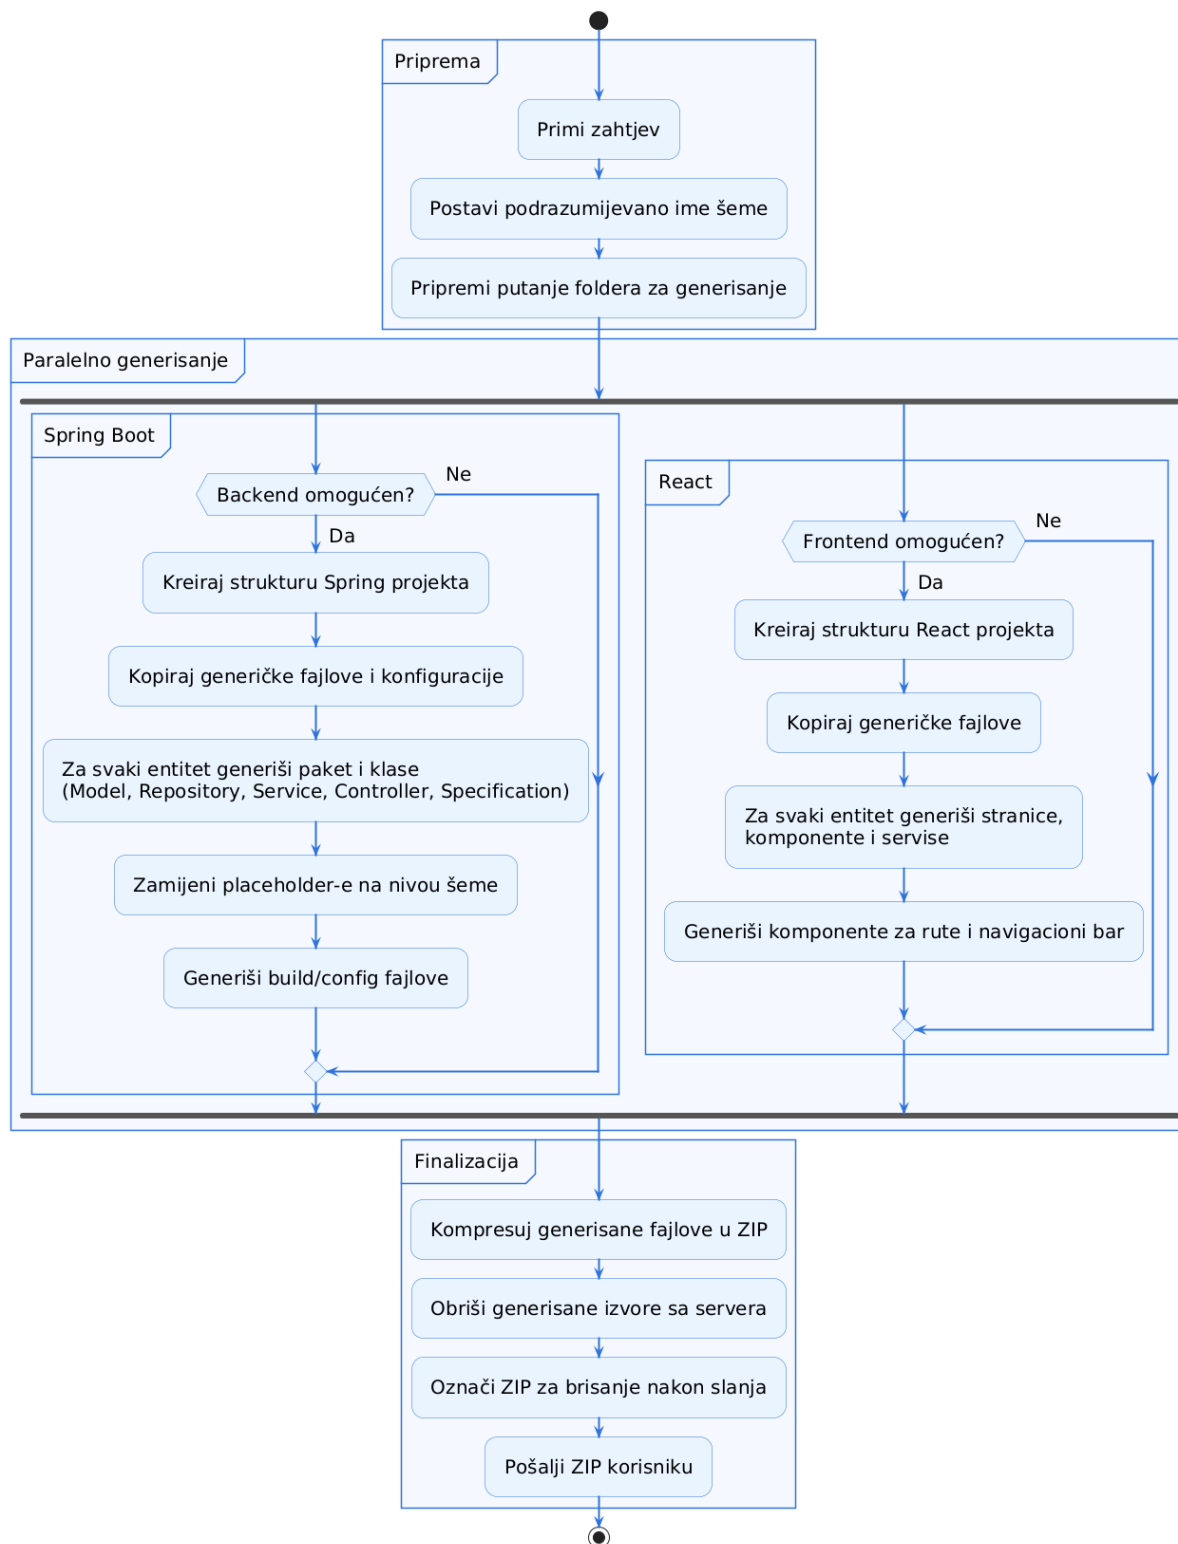 Priprema
Primi zahtjev
Postavi podrazumijevano ime šeme
Pripremi putanje foldera za generisanje
Paralelno generisanje
Spring Boot
Backend omogućen?
Ne
Da
Kreiraj strukturu Spring projekta
Kopiraj generičke fajlove i konfiguracije
Za svaki entitet generiši paket i klase
(Model, Repository, Service, Controller, Specification)
Zamijeni placeholder-e na nivou šeme
Generiši build/config fajlove
React
Frontend omogućen?
Ne
Da
Kreiraj strukturu React projekta
Kopiraj generičke fajlove
Za svaki entitet generiši stranice,
komponente i servise
Generiši komponente za rute i navigacioni bar
Finalizacija
Kompresuj generisane fajlove u ZIP
Obriši generisane izvore sa servera
Označi ZIP za brisanje nakon slanja
Pošalji ZIP korisniku